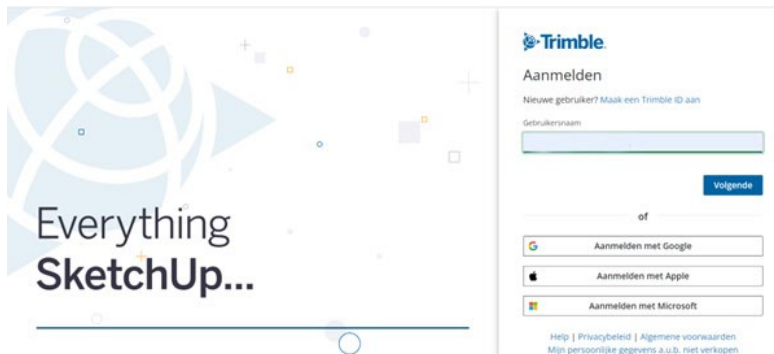 Everything
SketchUp...
Trimble.
Aanmelden
Nieuwe gebruiker? Maak een Trimble ID aan
Gebruikersnaam
Volgende
of
Aanmelden met Google
Aanmelden met Apple
Aanmelden met Microsoft
Help | Privacybeleid | Algemene voorwaarden
Mijn persoonlijke gegevens a.u.b. niet verkopen